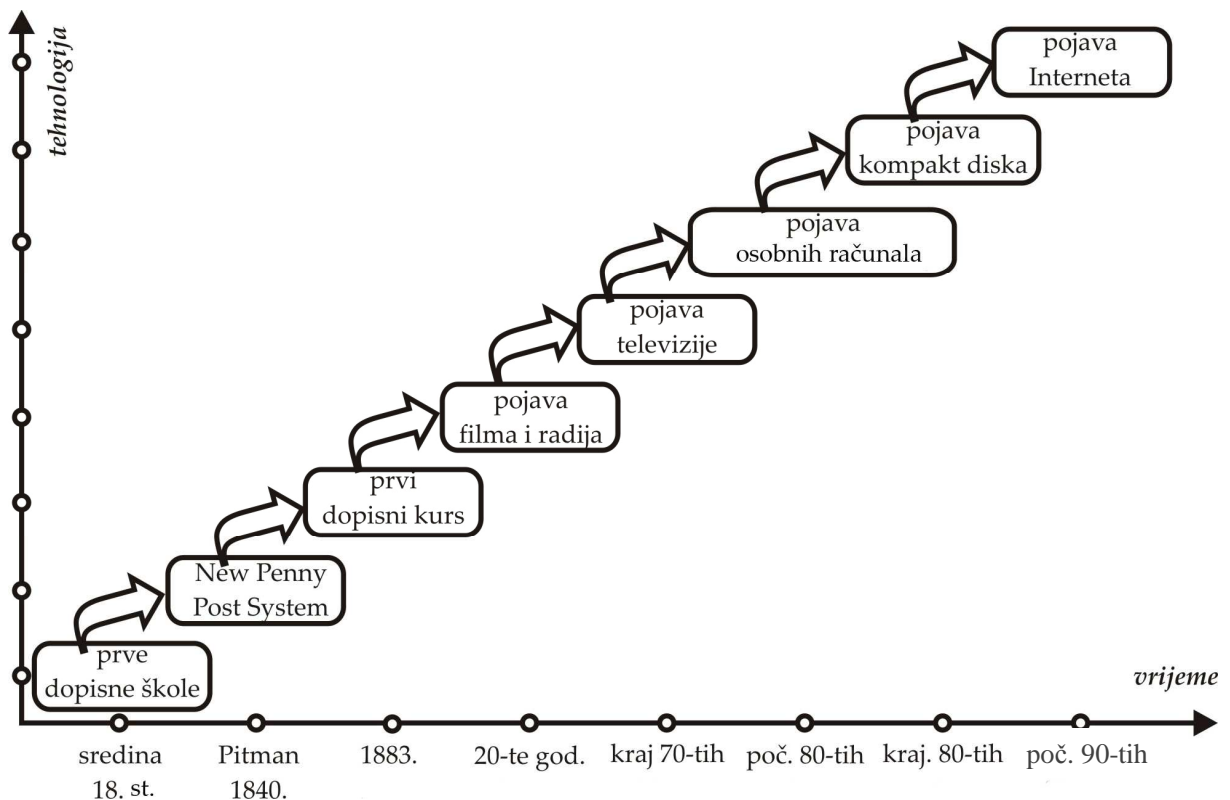 tehnologija
pojava
Interneta
pojava
kompakt diska
pojava
osobnih računala
pojava
televizije
pojava
filma i radija
prvi
dopisni kurs
New Penny
Post System
prve
dopisne škole
vrijeme
sredina
18. st.
Pitman
1840.
1883.
20-te god.
kraj 70-tih
poč. 80-tih
kraj. 80-tih
poč. 90-tih